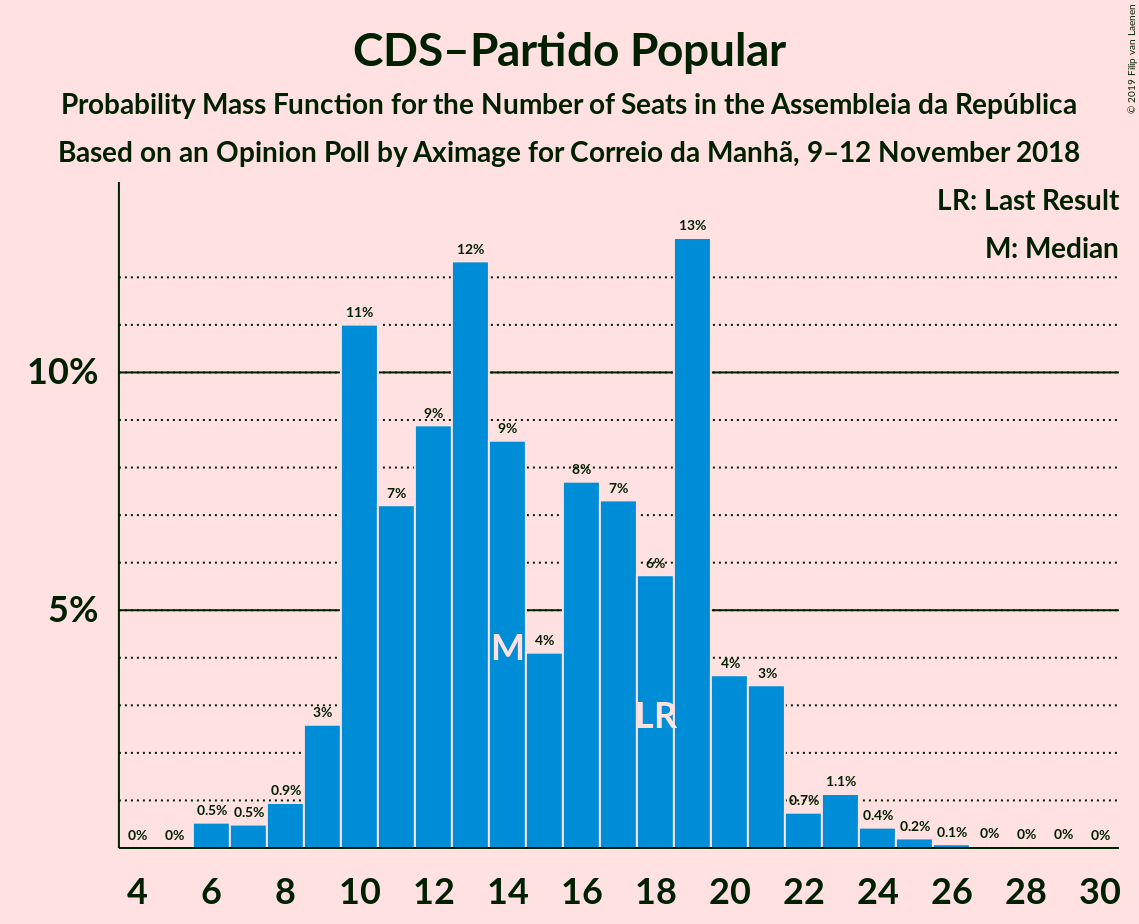 CDS–Partido Popular
Probability Mass Function for the Number of Seats in the Assembleia da República
Based on an Opinion Poll by Aximage for Correio da Manhã, 9–12 November 2018
© 2019 Filip van Laenen
LR: Last Result
M: Median
10%
5%
0% 0% 0.5% 0.5% 0.9% 3% 11% 7% 9% 12% 9% 4% 8% 7% 6% 13% 4% 3% 0.7% 1.1% 0.4% 0.2% 0.1% 0% 0% 0% 0%
M
LR
4 6 8 10 12 14 16 18 20 22 24 26 28 30